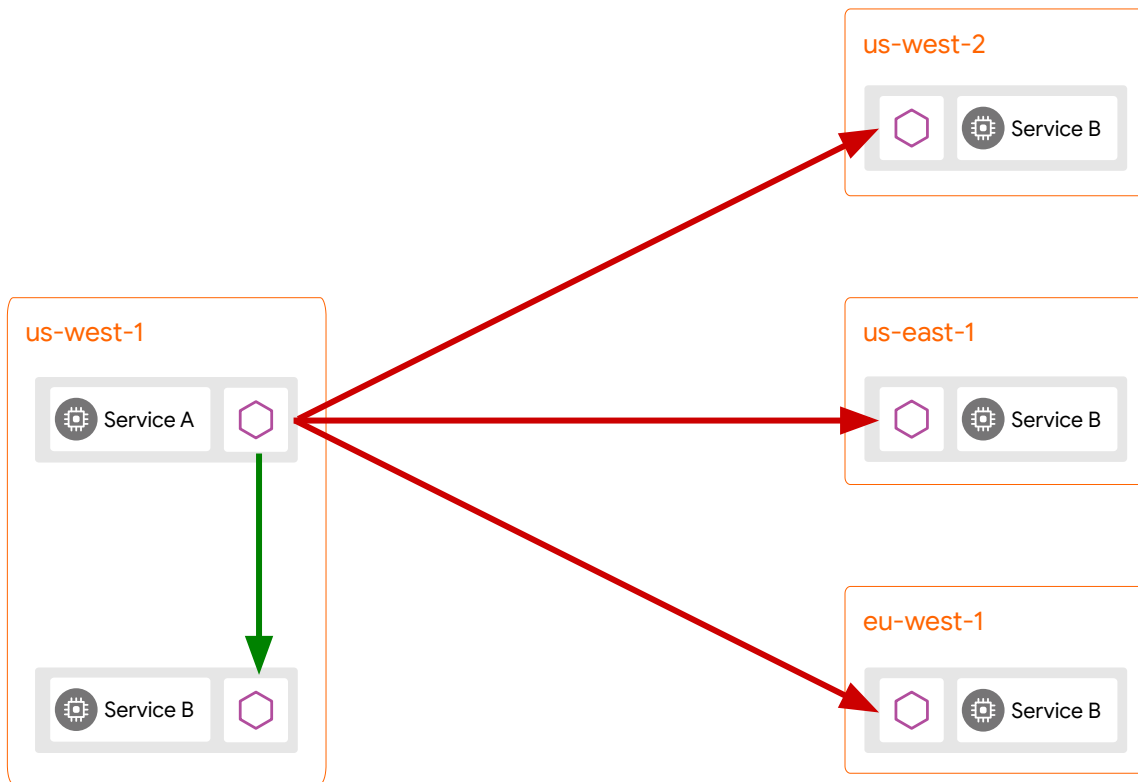 us-west-2
Service B
us-west-1
Service A
Service B
us-east-1
Service B
eu-west-1
Service B